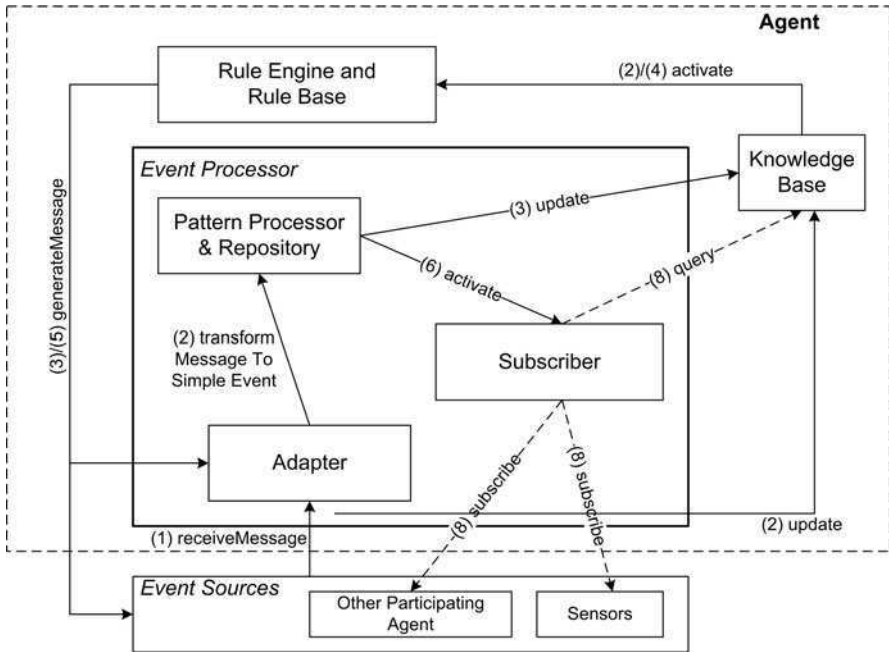 Agent
Rule Engine and
Rule Base
(2)/(4) activate
Event Processor
Knowledge
Base
Pattern Processor
& Repository
(3) update
(6) activate
(8) query
(3)/(5) generateMessage
(2) transform
Message To
Simple Event
Subscriber
Adapter
(8) subscribe
(8) subscribe
(1) receiveMessage
(2) update
Event Sources
Other Participating
Agent
Sensors